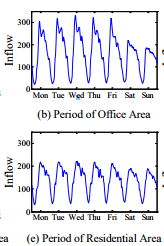 Inflow
300
200
100
0
Mon Tue Wed Thu Fri Sat Sun
(b) Period of Office Area
Inflow
300
200
100
0
Mon Tue Wed Thu Fri Sat Sun
(e) Period of Residential Area